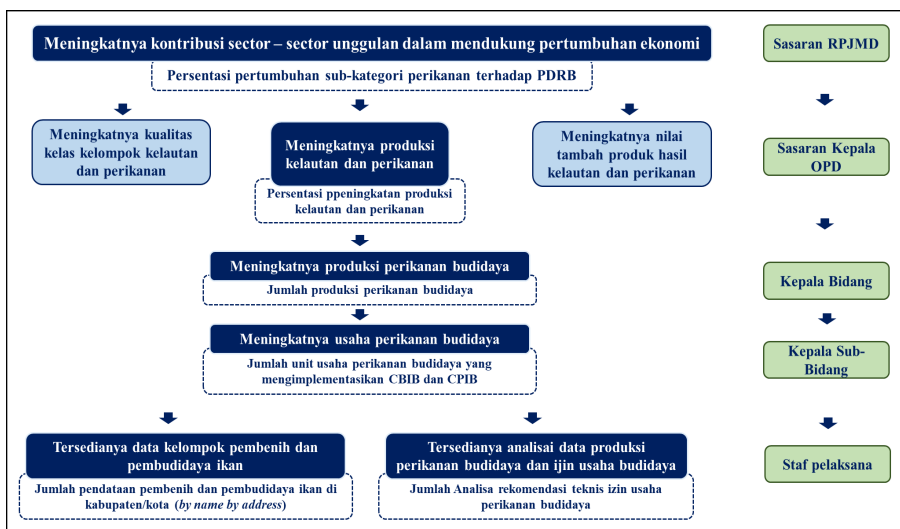 Meningkatnya kontribusi sector – sector unggulan dalam mendukung pertumbuhan ekonomi
Persentasi pertumbuhan sub-kategori perikanan terhadap PDRB
Sasaran RPJMD
Meningkatnya kualitas
kelas kelompok kelautan
dan perikanan
Meningkatnya produksi
kelautan dan perikanan
Persentasi ppeningkatan produksi
kelautan dan perikanan
Meningkatnya nilai
tambah produk hasil
kelautan dan perikanan
Sasaran Kepala
OPD
Meningkatnya produksi perikanan budidaya
Jumlah produksi perikanan budidaya
Kepala Bidang
Meningkatnya usaha perikanan budidaya
Jumlah unit usaha perikanan budidaya yang
mengimplementasikan CBIB dan CPIB
Kepala Sub-
Bidang
Tersedianya data kelompok pembenih dan
pembudidaya ikan
Jumlah pendataan pembenih dan pembudidaya ikan di
kabupaten/kota (by name by address)
Tersedianya analisai data produksi
perikanan budidaya dan ijin usaha budidaya
Jumlah Analisa rekomendasi teknis izin usaha
perikanan budidaya
Staf pelaksana